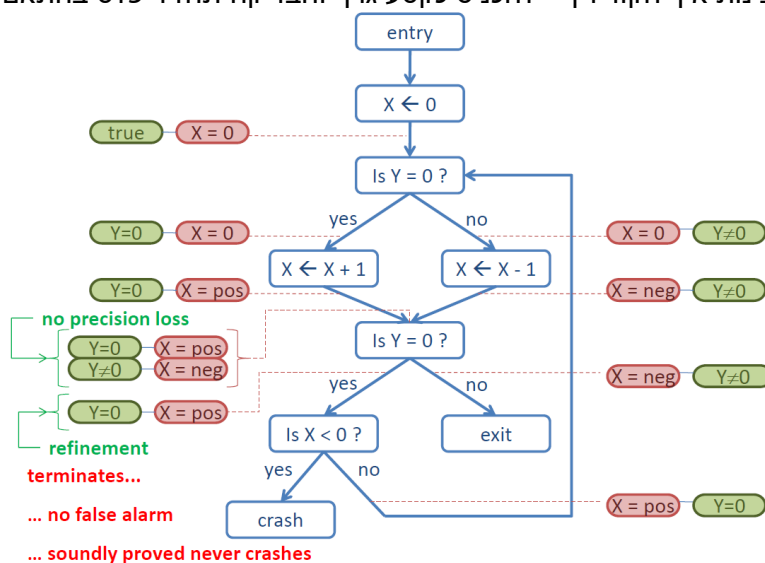 entry
X ← 0
true X = 0
Is Y = 0 ?
yes no
Y=0 X = 0
X = 0 Y≠0
X ← X + 1
X ← X - 1
Y=0 X = pos
X = neg Y≠0
no precision loss
Y=0 X = pos
Y≠0 X = neg
Is Y = 0 ?
yes no
X = neg Y≠0
Y=0 X = pos
Is X < 0 ?
exit
refinement
yes no
terminates...
X = pos Y=0
... no false alarm
crash
... soundly proved never crashes